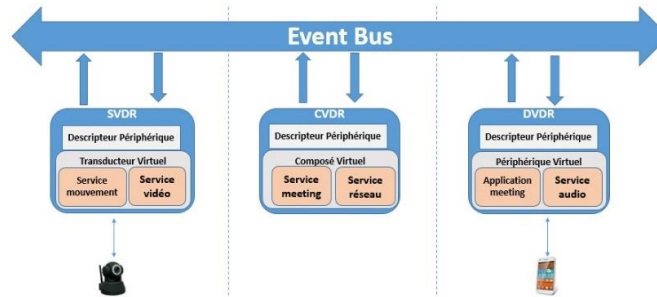 Event Bus
SVDR
Descripteur Périphérique
Transducteur Virtuel
Service
mouvement
Service
vidéo
CVDR
Descripteur Périphérique
Composé Virtuel
Service
meeting
Service
réseau
DVDR
Descripteur Périphérique
Périphérique Virtuel
Application
meeting
Service
audio